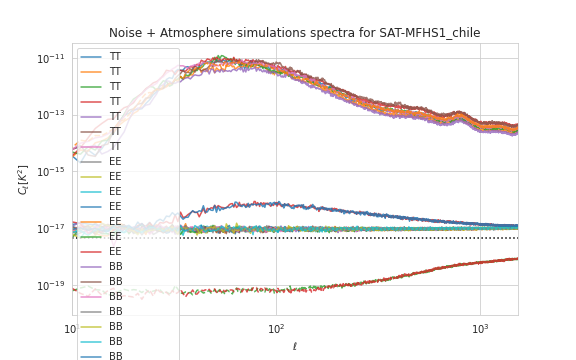 Noise + Atmosphere simulations spectra for SAT-MFHS1_chile
10⁻¹¹
10⁻¹³
10⁻¹⁵
10⁻¹⁷
10⁻¹⁹
C_ℓ[K²]
TT
TT
TT
TT
TT
TT
TT
EE
EE
EE
EE
EE
EE
EE
BB
BB
BB
BB
BB
BB
BB
10²
10³
ℓ